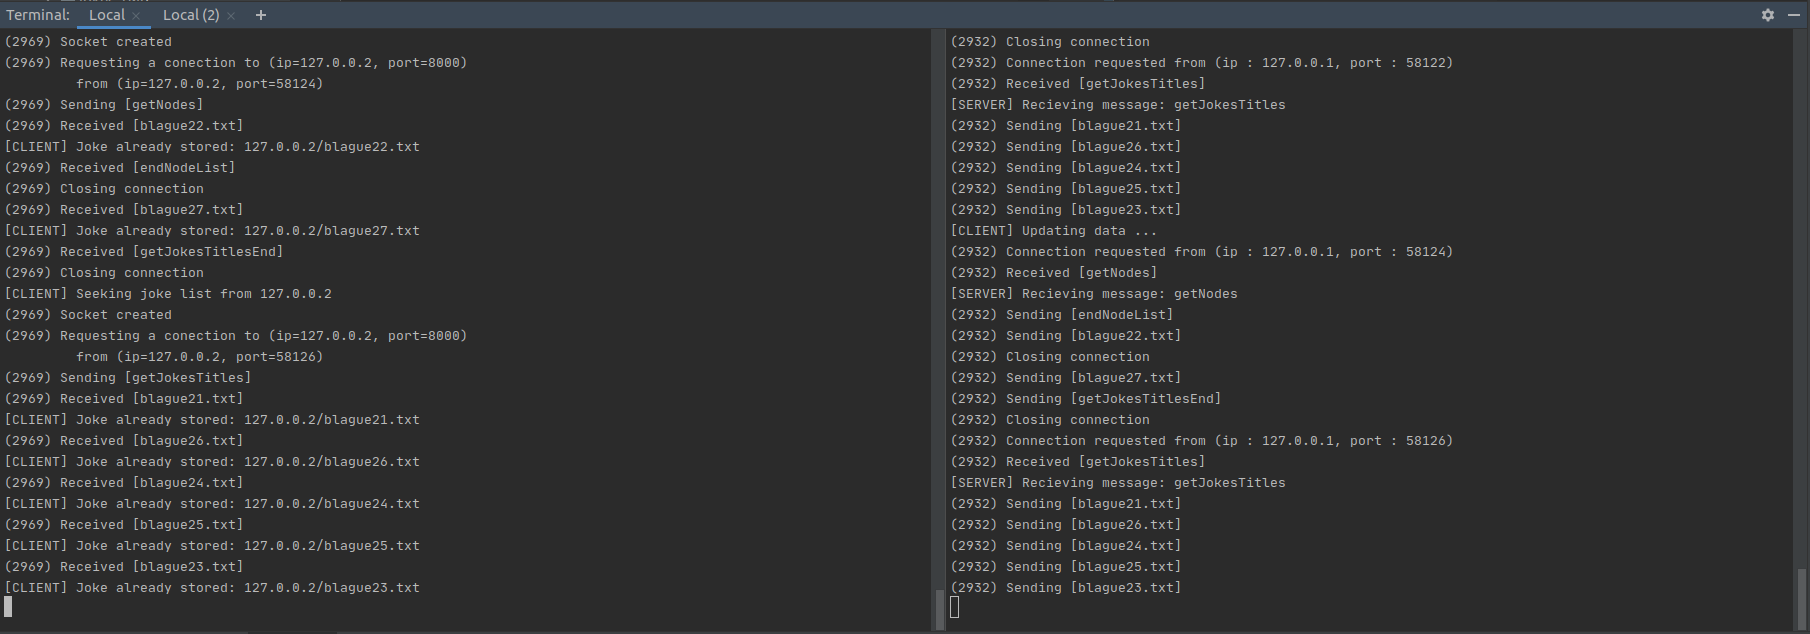 Terminal: Local × Local (2) × +
(2969) Socket created
(2969) Requesting a conection to (ip=127.0.0.2, port=8000)
from (ip=127.0.0.2, port=58124)
(2969) Sending [getNodes]
(2969) Received [blague22.txt]
[CLIENT] Joke already stored: 127.0.0.2/blague22.txt
(2969) Received [endNodeList]
(2969) Closing connection
(2969) Received [blague27.txt]
[CLIENT] Joke already stored: 127.0.0.2/blague27.txt
(2969) Received [getJokesTitlesEnd]
(2969) Closing connection
[CLIENT] Seeking joke list from 127.0.0.2
(2969) Socket created
(2969) Requesting a conection to (ip=127.0.0.2, port=8000)
from (ip=127.0.0.2, port=58126)
(2969) Sending [getJokesTitles]
(2969) Received [blague21.txt]
[CLIENT] Joke already stored: 127.0.0.2/blague21.txt
(2969) Received [blague26.txt]
[CLIENT] Joke already stored: 127.0.0.2/blague26.txt
(2969) Received [blague24.txt]
[CLIENT] Joke already stored: 127.0.0.2/blague24.txt
(2969) Received [blague25.txt]
[CLIENT] Joke already stored: 127.0.0.2/blague25.txt
(2969) Received [blague23.txt]
[CLIENT] Joke already stored: 127.0.0.2/blague23.txt
(2932) Closing connection
(2932) Connection requested from (ip : 127.0.0.1, port : 58122)
(2932) Received [getJokesTitles]
[SERVER] Recieving message: getJokesTitles
(2932) Sending [blague21.txt]
(2932) Sending [blague26.txt]
(2932) Sending [blague24.txt]
(2932) Sending [blague25.txt]
(2932) Sending [blague23.txt]
[CLIENT] Updating data ...
(2932) Connection requested from (ip : 127.0.0.1, port : 58124)
(2932) Received [getNodes]
[SERVER] Recieving message: getNodes
(2932) Sending [endNodeList]
(2932) Sending [blague22.txt]
(2932) Closing connection
(2932) Sending [blague27.txt]
(2932) Sending [getJokesTitlesEnd]
(2932) Closing connection
(2932) Connection requested from (ip : 127.0.0.1, port : 58126)
(2932) Received [getJokesTitles]
[SERVER] Recieving message: getJokesTitles
(2932) Sending [blague21.txt]
(2932) Sending [blague26.txt]
(2932) Sending [blague24.txt]
(2932) Sending [blague25.txt]
(2932) Sending [blague23.txt]